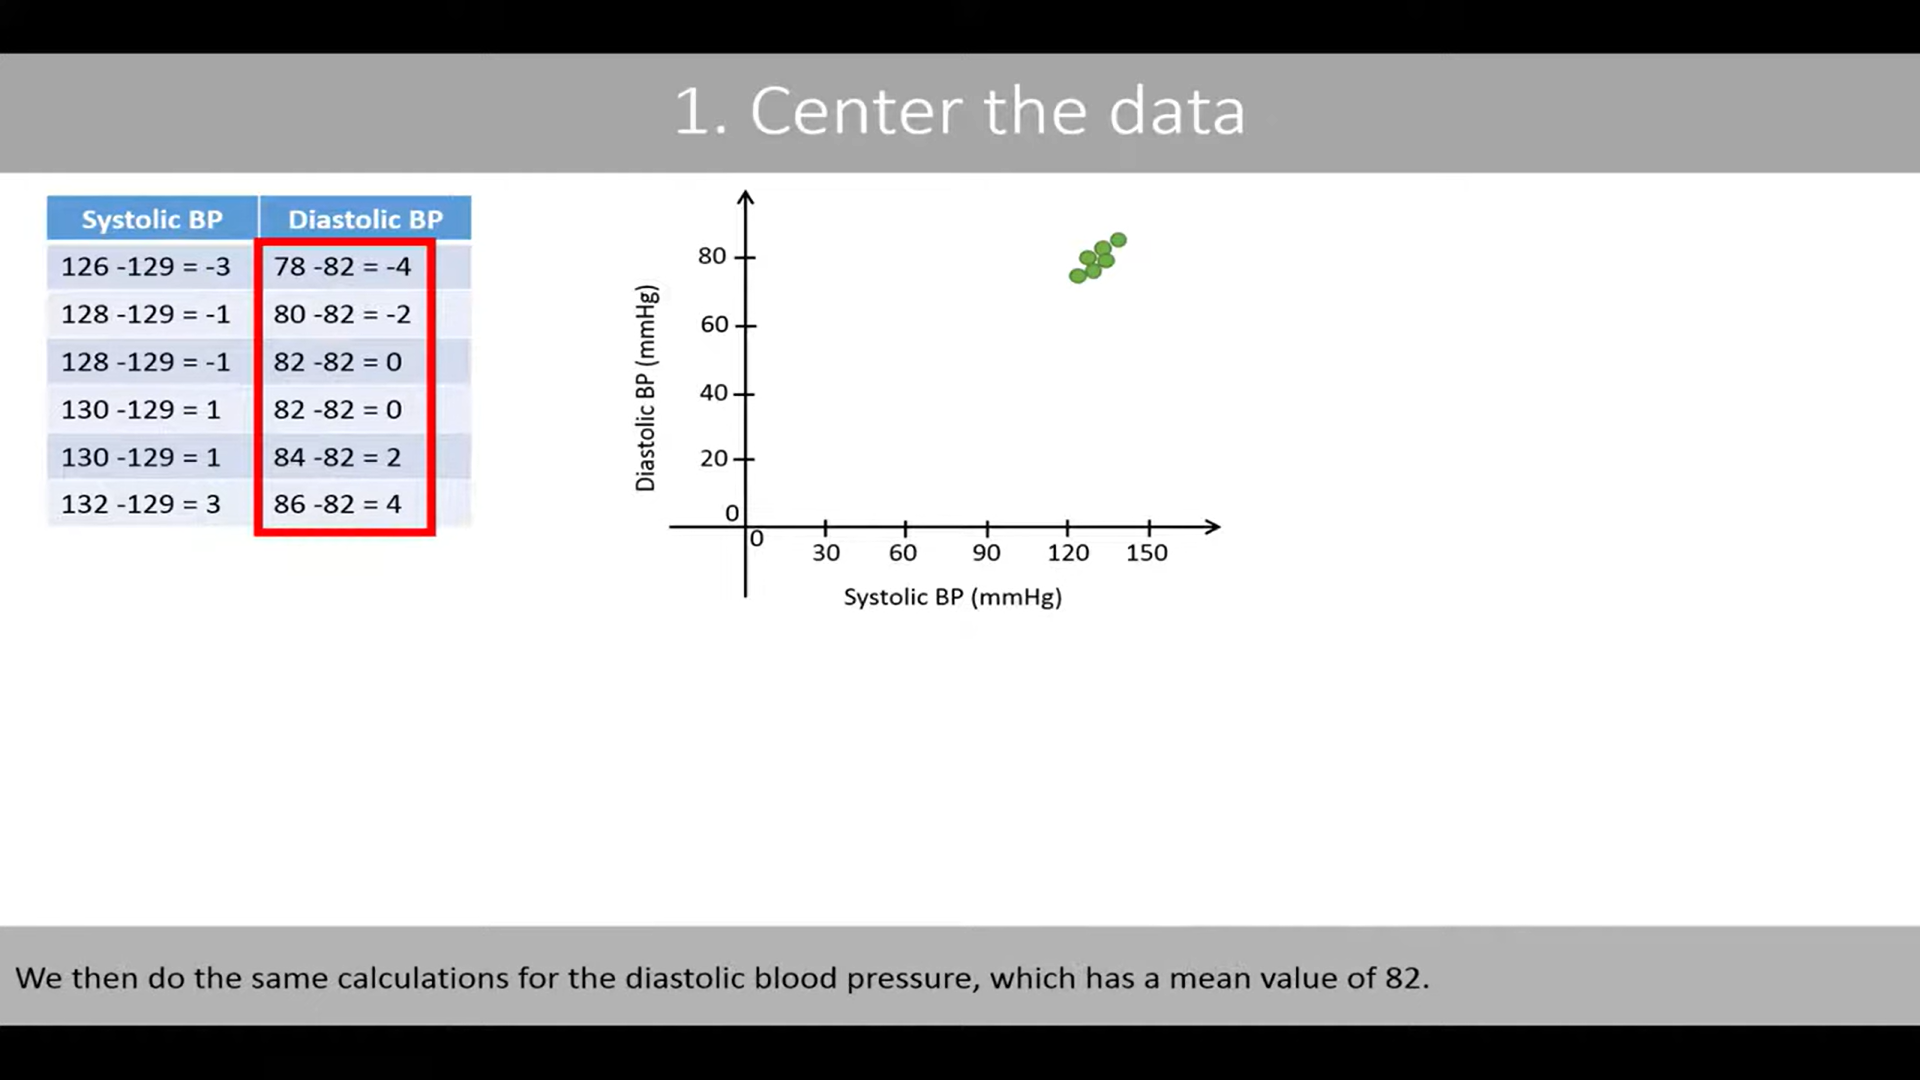 1. Center the data
Systolic BP Diastolic BP
126 -129 = -3 78 -82 = -4
128 -129 = -1 80 -82 = -2
128 -129 = -1 82 -82 = 0
130 -129 = 1 82 -82 = 0
130 -129 = 1 84 -82 = 2
132 -129 = 3 86 -82 = 4
Diastolic BP (mmHg)
80
60
40
20
0
0 30 60 90 120 150
Systolic BP (mmHg)
We then do the same calculations for the diastolic blood pressure, which has a mean value of 82.